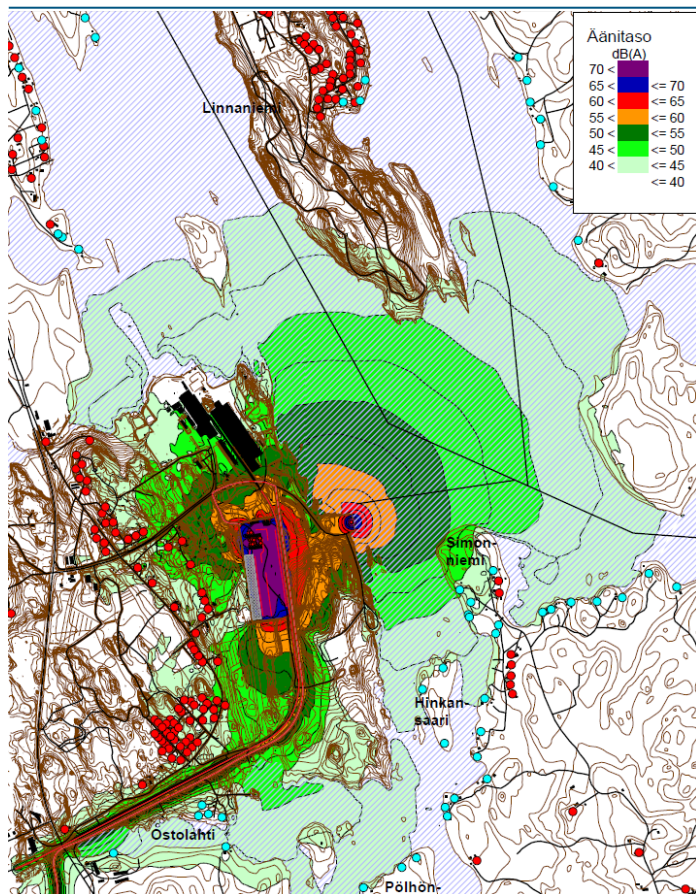 Äänitaso
dB(A)
70 <
65 < <= 70
60 < <= 65
55 < <= 60
50 < <= 55
45 < <= 50
40 < <= 45
<= 40
Linnaniemi
Simon-
niemi
Hinkan-
saari
Ostolahti
Pölhön-